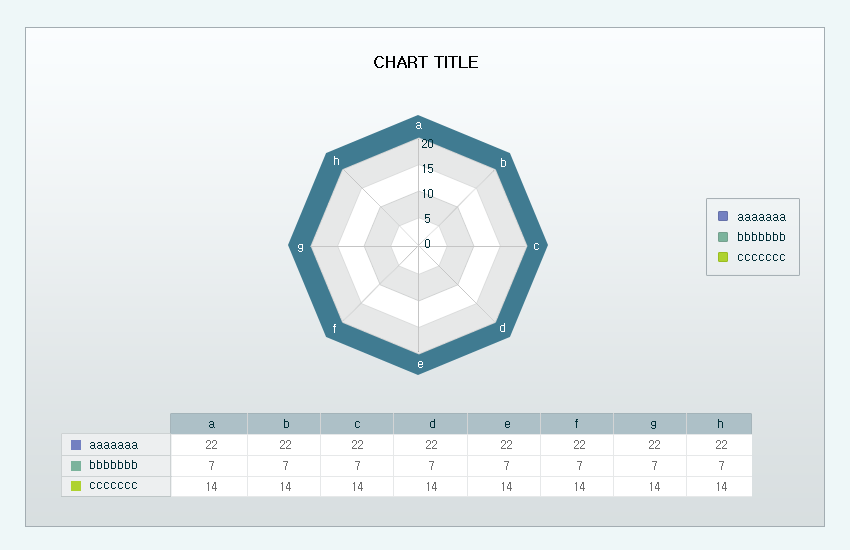 CHART TITLE
a
h
b
20
15
10
5
0
g
c
f
d
e
aaaaaaa
bbbbbbb
ccccccc
a b c d e f g h
aaaaaaa 22 22 22 22 22 22 22 22
bbbbbbb 7 7 7 7 7 7 7 7
ccccccc 14 14 14 14 14 14 14 14